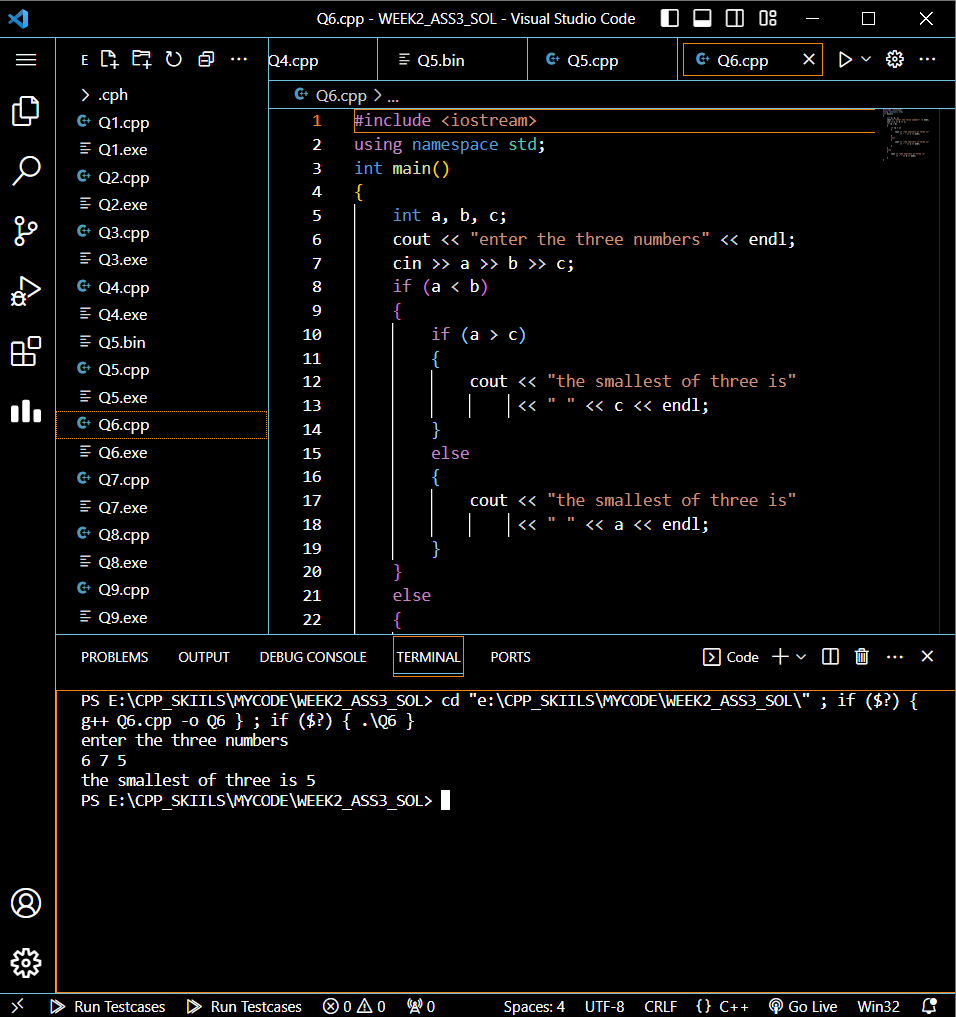 Q6.cpp - WEEK2_ASS3_SOL - Visual Studio Code
E
Q4.cpp
Q5.bin
Q5.cpp
Q6.cpp
.cph
Q1.cpp
Q1.exe
Q2.cpp
Q2.exe
Q3.cpp
Q3.exe
Q4.cpp
Q4.exe
Q5.bin
Q5.cpp
Q5.exe
Q6.cpp
Q6.exe
Q7.cpp
Q7.exe
Q8.cpp
Q8.exe
Q9.cpp
Q9.exe
Q6.cpp > ...
1 #include <iostream>
2 using namespace std;
3 int main()
4 {
5 int a, b, c;
6 cout << "enter the three numbers" << endl;
7 cin >> a >> b >> c;
8 if (a < b)
9 {
10 if (a > c)
11 {
12 cout << "the smallest of three is"
13 << " " << c << endl;
14 }
15 else
16 {
17 cout << "the smallest of three is"
18 << " " << a << endl;
19 }
20 }
21 else
22 {
PROBLEMS OUTPUT DEBUG CONSOLE TERMINAL PORTS Code
PS E:\CPP_SKIILS\MYCODE\WEEK2_ASS3_SOL> cd "e:\CPP_SKIILS\MYCODE\WEEK2_ASS3_SOL\" ; if ($?) {
g++ Q6.cpp -o Q6 } ; if ($?) { .\Q6 }
enter the three numbers
6 7 5
the smallest of three is 5
PS E:\CPP_SKIILS\MYCODE\WEEK2_ASS3_SOL>
Run Testcases Run Testcases 0 0 0 Spaces: 4 UTF-8 CRLF {} C++ Go Live Win32